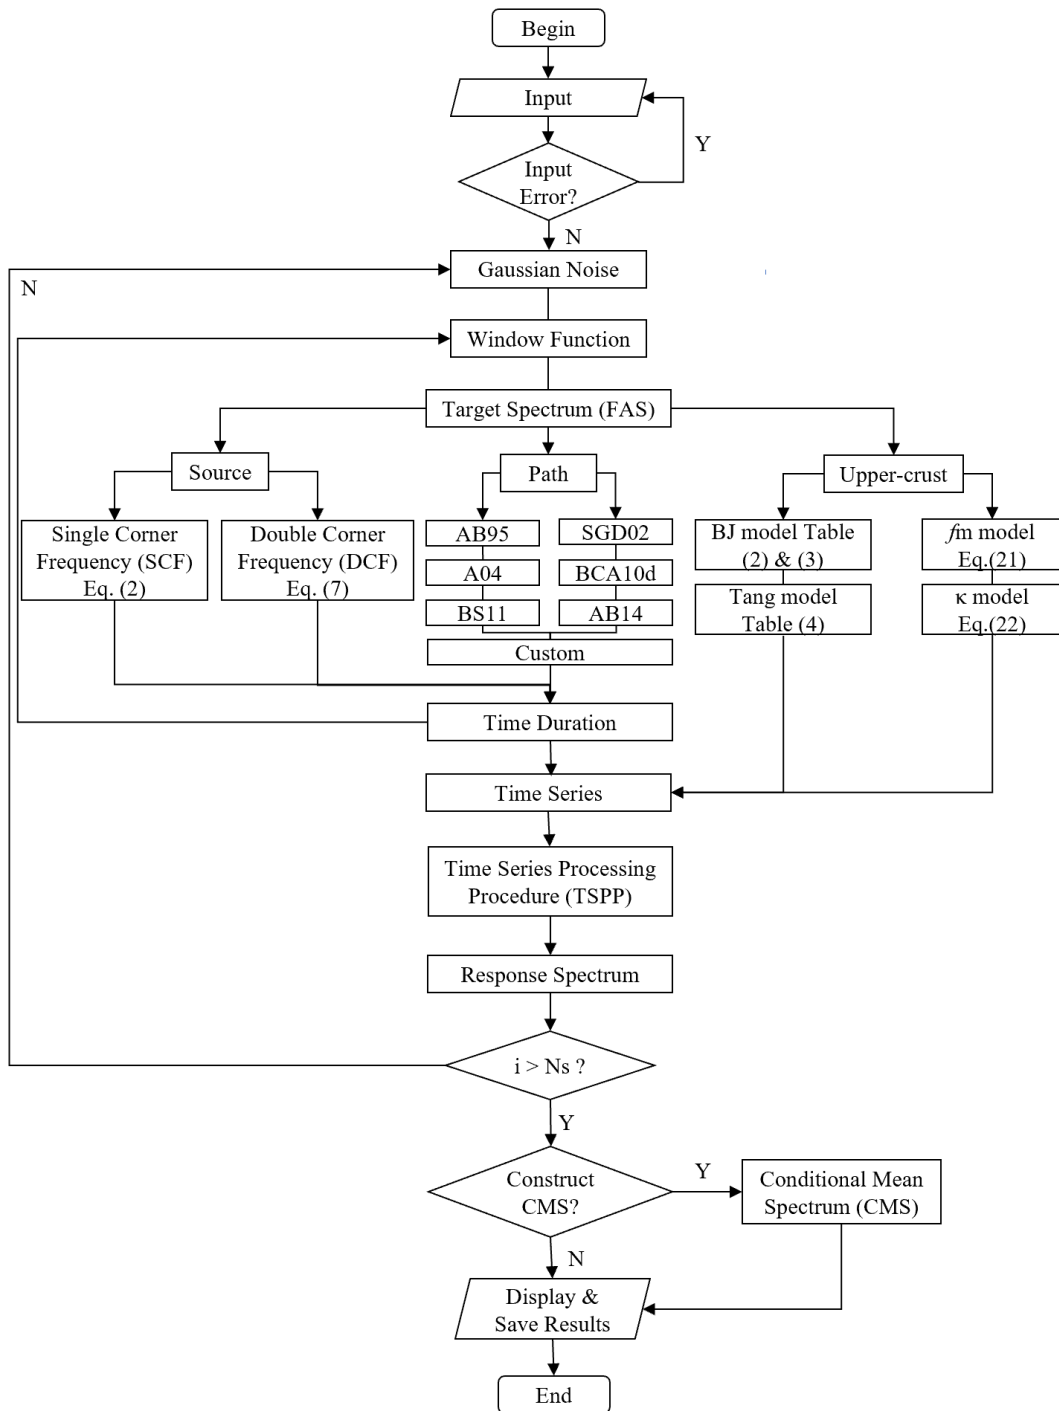 Begin
Input
Y
Input
Error?
N
Gaussian Noise
N
Window Function
Target Spectrum (FAS)
Source
Path
Upper-crust
Single Corner
Frequency (SCF)
Eq. (2)
Double Corner
Frequency (DCF)
Eq. (7)
AB95
A04
BS11
SGD02
BCA10d
AB14
Custom
BJ model Table
(2) & (3)
Tang model
Table (4)
fm model
Eq.(21)
κ model
Eq.(22)
Time Duration
Time Series
Time Series Processing
Procedure (TSPP)
Response Spectrum
i > Ns ?
Y
Construct
CMS?
Y
Conditional Mean
Spectrum (CMS)
N
Display &
Save Results
End